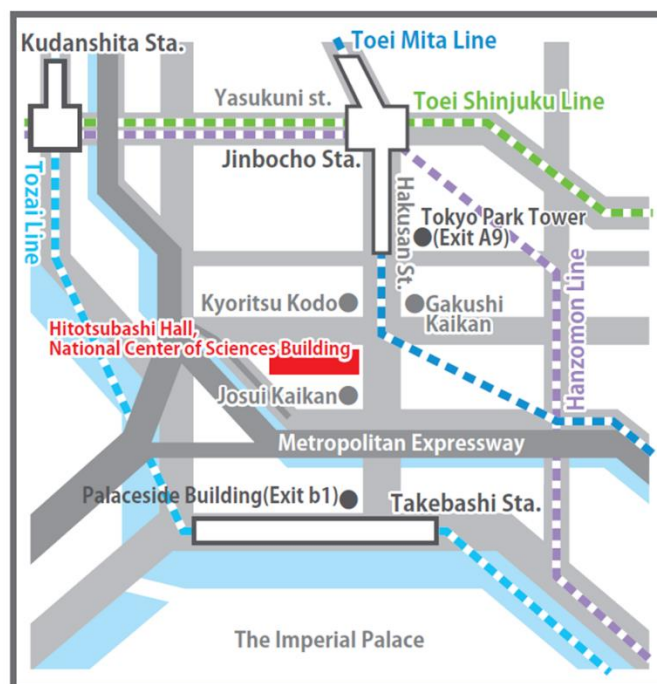 Kudanshita Sta.
Toei Mita Line
Yasukuni st.
Toei Shinjuku Line
Jinbocho Sta.
Tozai Line
Hakusan St.
Tokyo Park Tower
(Exit A9)
Hanzomon Line
Kyoritsu Kodo
Gakushi
Kaikan
Hitotsubashi Hall,
National Center of Sciences Building
Josui Kaikan
Metropolitan Expressway
Palaceside Building(Exit b1)
Takebashi Sta.
The Imperial Palace